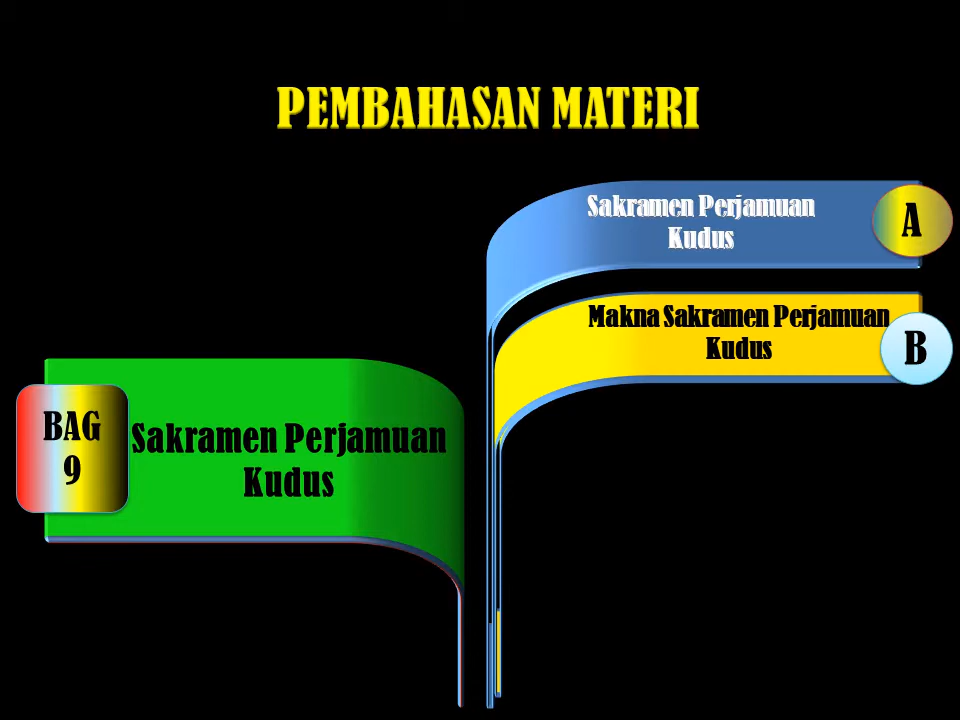 PEMBAHASAN MATERI
Sakramen Perjamuan
Kudus
A
Makna Sakramen Perjamuan
Kudus
B
BAG
9
Sakramen Perjamuan
Kudus